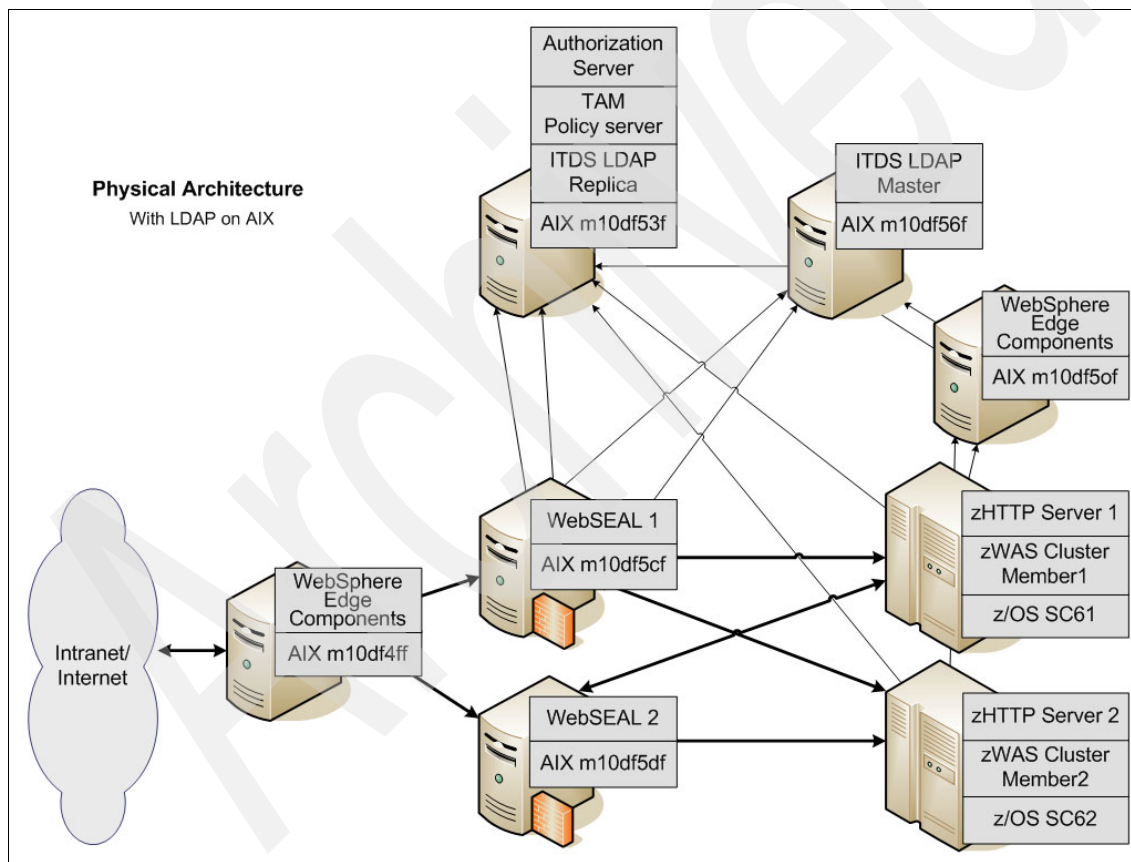 Authorization
Server
TAM
Policy server
ITDS LDAP
Replica
AIX m10df53f
ITDS LDAP
Master
AIX m10df56f
Physical Architecture
With LDAP on AIX
WebSphere
Edge
Components
AIX m10df5of
WebSEAL 1
AIX m10df5cf
zHTTP Server 1
zWAS Cluster
Member1
z/OS SC61
WebSphere
Edge
Components
AIX m10df4ff
Intranet/
Internet
WebSEAL 2
AIX m10df5df
zHTTP Server 2
zWAS Cluster
Member2
z/OS SC62
Archived